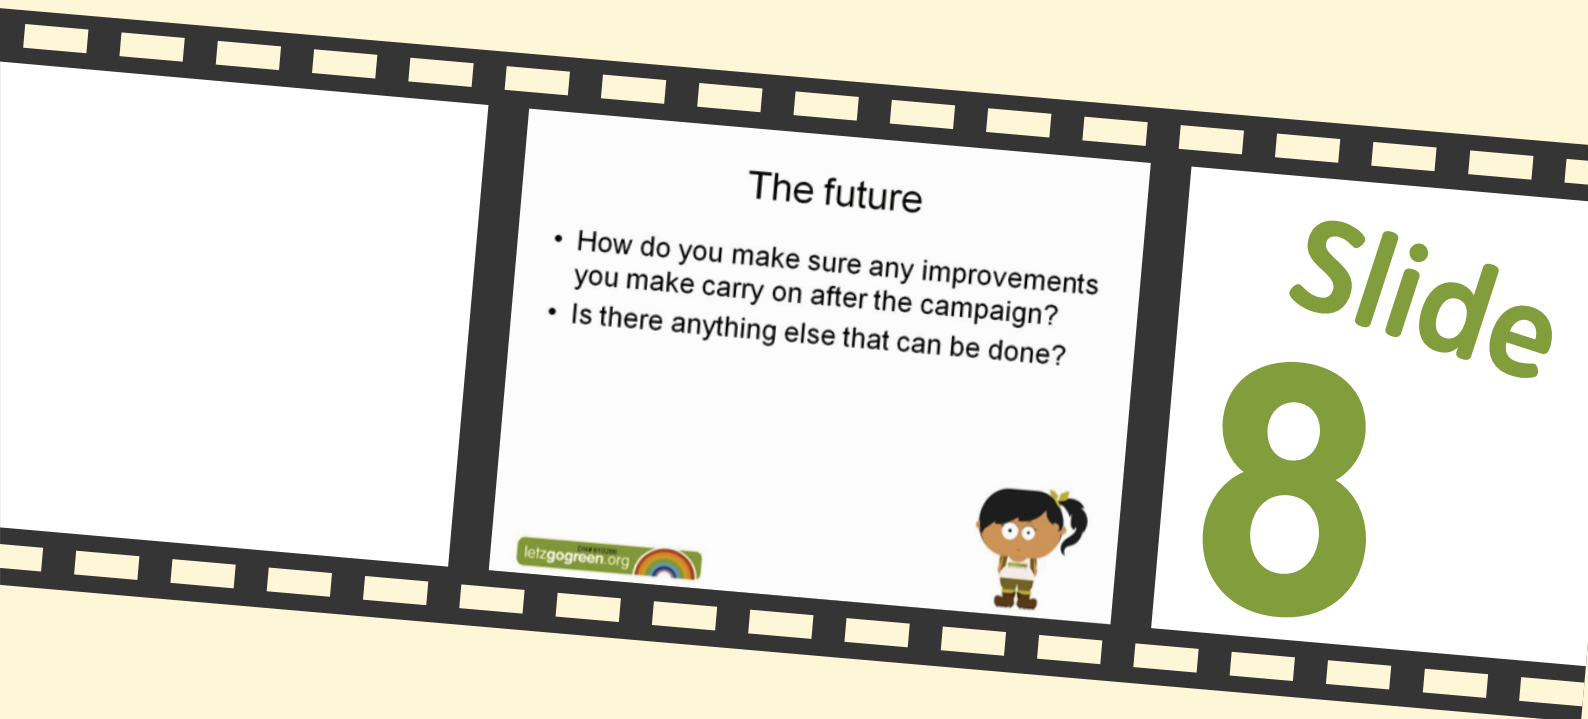 The future
• How do you make sure any improvements
you make carry on after the campaign?
• Is there anything else that can be done?
letzgogreen.org
Slide
8